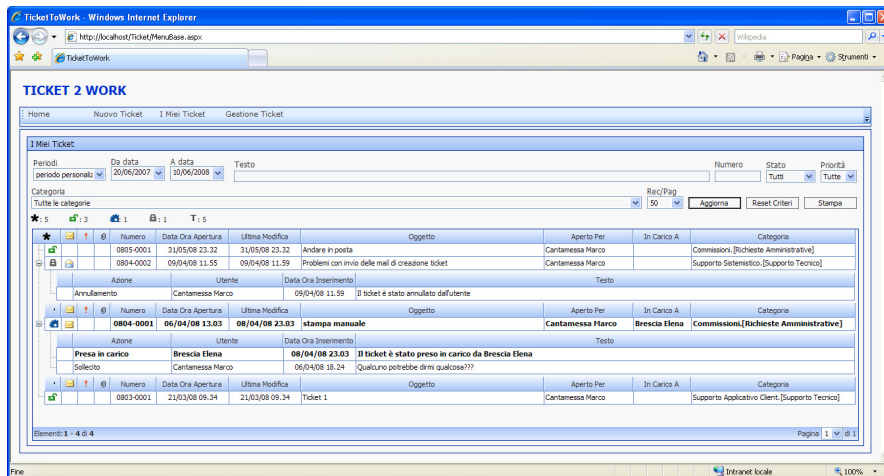 TicketToWork - Windows Internet Explorer
http://localhost/Ticket/MenuBase.aspx Wikipedia
TicketToWork Pagina Strumenti
TICKET 2 WORK
Home Nuovo Ticket I Miei Ticket Gestione Ticket
I Miei Ticket
Periodi Da data A data Testo Numero Stato Priorità
periodo personaliz 20/06/2007 10/06/2008 Tutti Tutte
Categoria Rec/Pag
Tutte le categorie 50 Aggiorna Reset Criteri Stampa
: 5 : 3 : 1 : 1 T : 5
Numero Data Ora Apertura Ultima Modifica Oggetto Aperto Per In Carico A Categoria
0805-0001 31/05/08 23.32 31/05/08 23.32 Andare in posta Cantamessa Marco Commissioni.[Richieste Amministrative]
0804-0002 09/04/08 11.55 09/04/08 11.59 Problemi con invio delle mail di creazione ticket Cantamessa Marco Supporto Sistemistico.[Supporto Tecnico]
Azione Utente Data Ora Inserimento Testo
Annullamento Cantamessa Marco 09/04/08 11.59 Il ticket è stato annullato dall'utente
Numero Data Ora Apertura Ultima Modifica Oggetto Aperto Per In Carico A Categoria
0804-0001 06/04/08 13.03 08/04/08 23.03 stampa manuale Cantamessa Marco Brescia Elena Commissioni.[Richieste Amministrative]
Azione Utente Data Ora Inserimento Testo
Presa in carico Brescia Elena 08/04/08 23.03 Il ticket è stato preso in carico da Brescia Elena
Sollecito Cantamessa Marco 06/04/08 18.24 Qualcuno potrebbe dirmi qualcosa???
Numero Data Ora Apertura Ultima Modifica Oggetto Aperto Per In Carico A Categoria
0803-0001 21/03/08 09.34 21/03/08 09.34 Ticket 1 Cantamessa Marco Supporto Applicativo Client.[Supporto Tecnico]
Elementi: 1 - 4 di 4 Pagina 1 di 1
Fine Intranet locale 100%